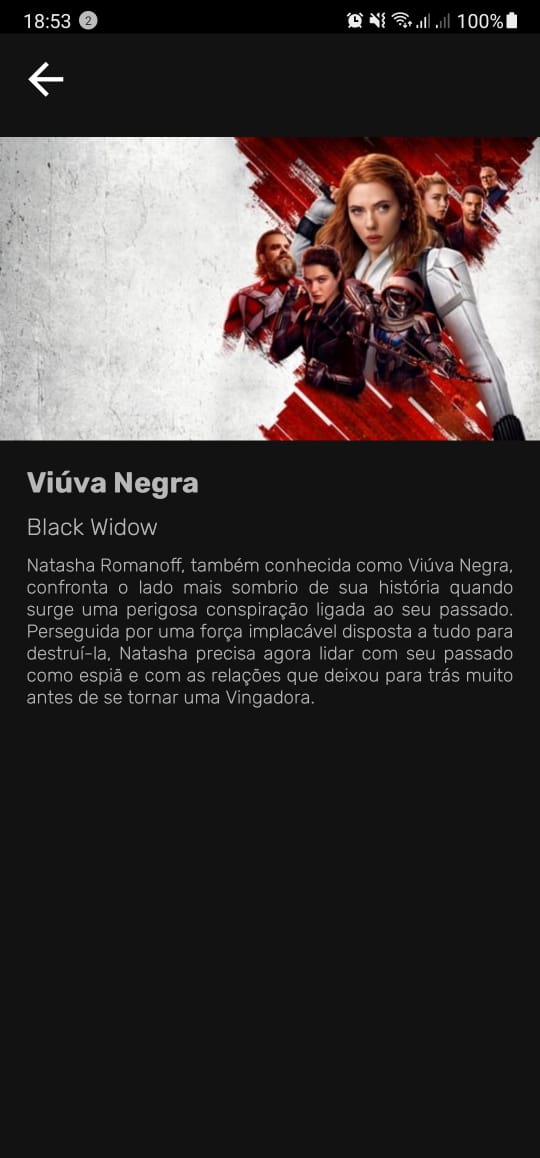 18:53 2 100%
Viúva Negra
Black Widow
Natasha Romanoff, também conhecida como Viúva Negra,
confronta o lado mais sombrio de sua história quando
surge uma perigosa conspiração ligada ao seu passado.
Perseguida por uma força implacável disposta a tudo para
destruí-la, Natasha precisa agora lidar com seu passado
como espiã e com as relações que deixou para trás muito
antes de se tornar uma Vingadora.